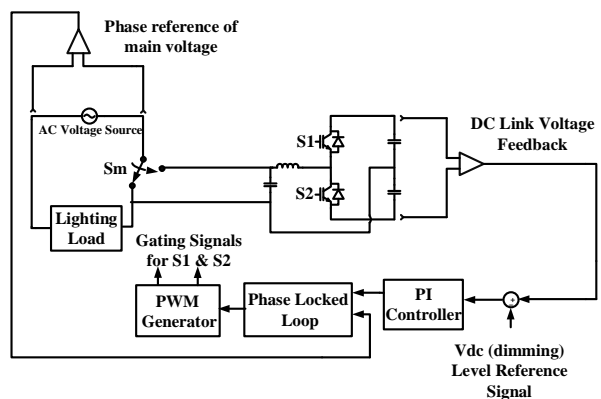 Phase reference of
main voltage
AC Voltage Source
Sm
S1
S2
DC Link Voltage
Feedback
Lighting
Load
Gating Signals
for S1 & S2
PWM
Generator
Phase Locked
Loop
PI
Controller
+
Vdc (dimming)
Level Reference
Signal